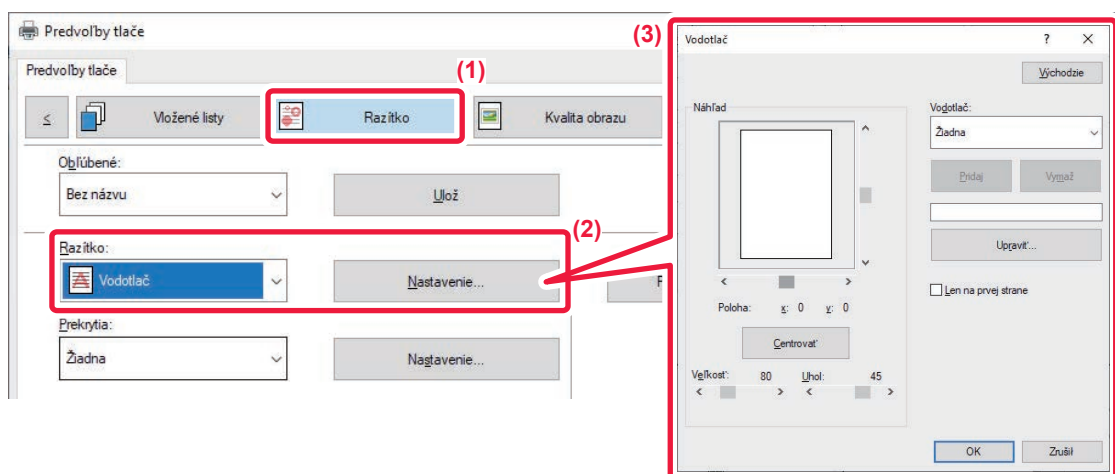 Predvoľby tlače
Predvoľby tlače
(1)
<
Vložené listy
Razítko
Kvalita obrazu
Obľúbené:
Bez názvu
Ulož
(2)
Razítko:
Vodotlač
Nastavenie...
Prekrytia:
Žiadna
Nastavenie...
(3)
Vodotlač
?
Východzie
Náhľad
Vodotlač:
Žiadna
Pridaj
Vymaž
Upraviť...
Len na prvej strane
Poloha: x: 0 y: 0
Centrovať
Veľkosť: 80 Uhol: 45
OK
Zrušiť